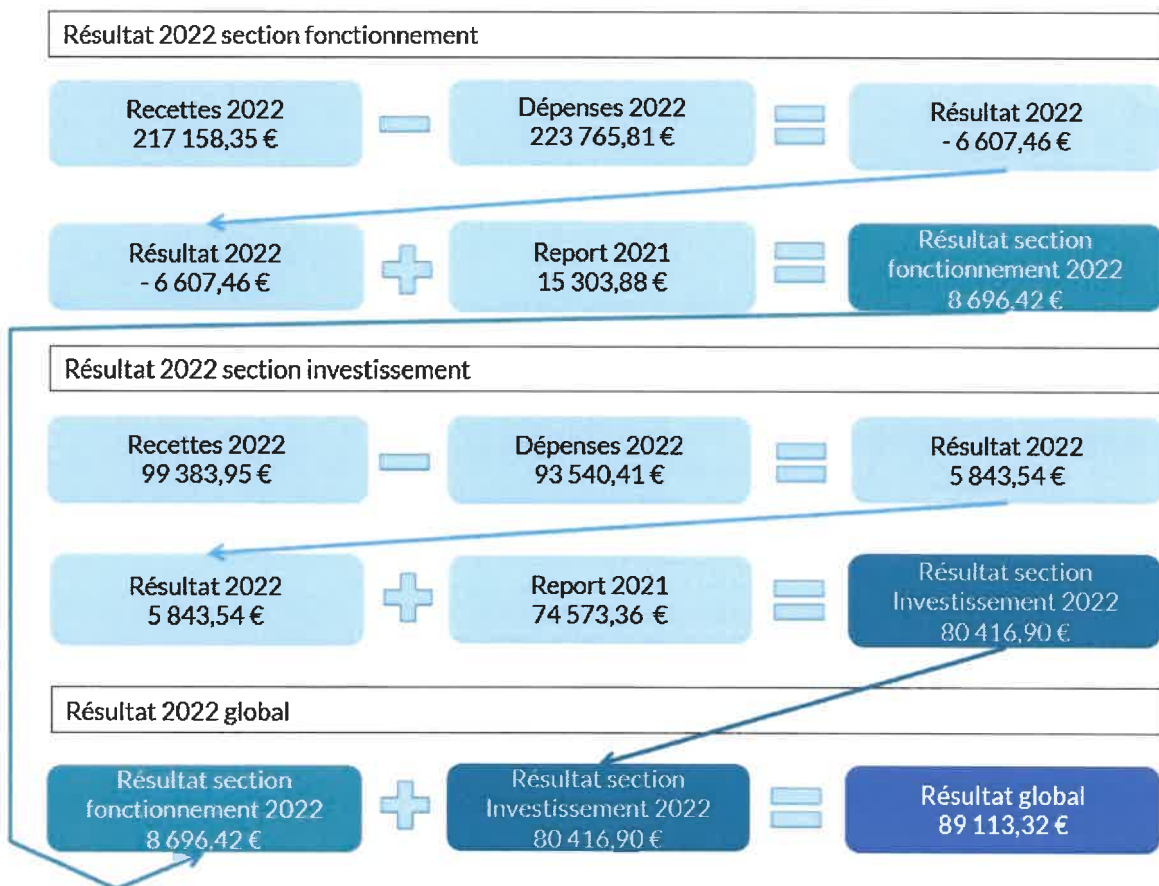 Résultat 2022 section fonctionnement
Recettes 2022
217 158,35 €
Dépenses 2022
223 765,81 €
Résultat 2022
- 6 607,46 €
Résultat 2022
- 6 607,46 €
Report 2021
15 303,88 €
Résultat section
fonctionnement 2022
8 696,42 €
Résultat 2022 section investissement
Recettes 2022
99 383,95 €
Dépenses 2022
93 540,41 €
Résultat 2022
5 843,54 €
Résultat 2022
5 843,54 €
Report 2021
74 573,36 €
Résultat section
Investissement 2022
80 416,90 €
Résultat 2022 global
Résultat section
fonctionnement 2022
8 696,42 €
Résultat section
Investissement 2022
80 416,90 €
Résultat global
89 113,32 €